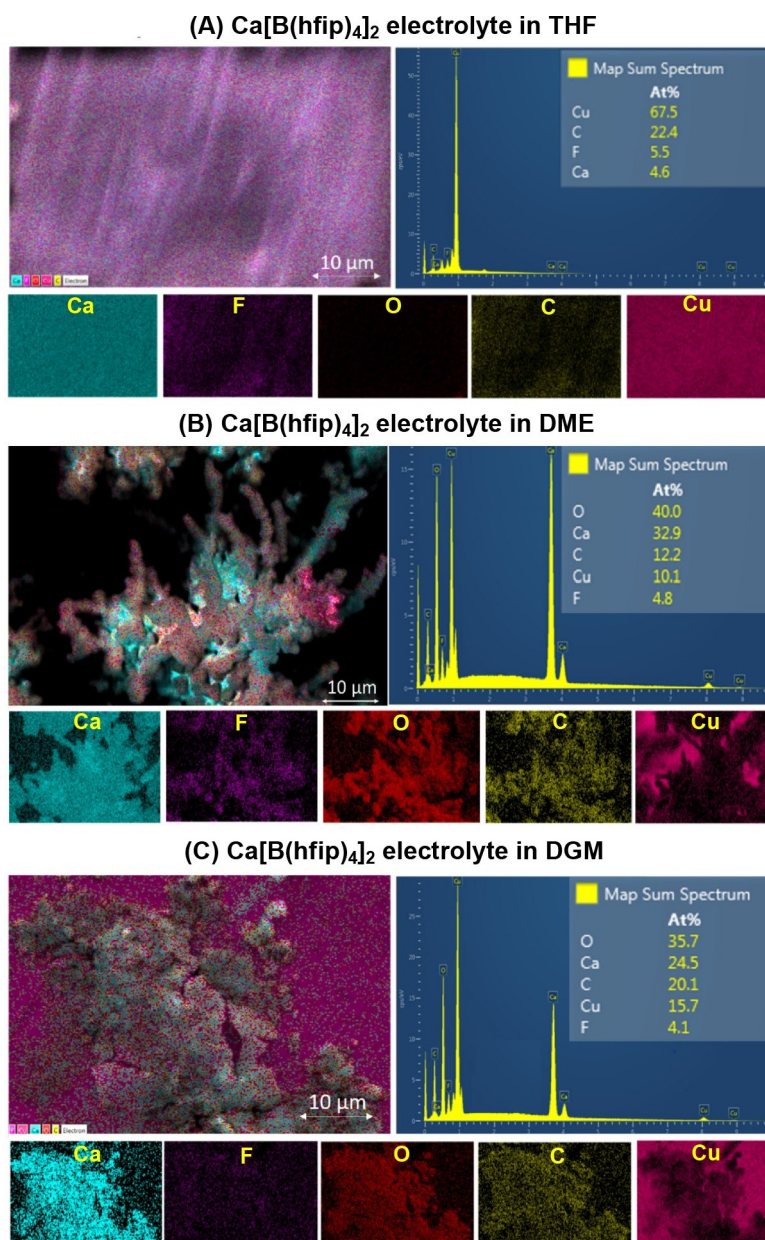 (A) Ca[B(hfip)₄]₂ electrolyte in THF
Map Sum Spectrum
At%
Cu 67.5
C 22.4
F 5.5
Ca 4.6
10 µm
Electron
Ca F O C Cu
(B) Ca[B(hfip)₄]₂ electrolyte in DME
Map Sum Spectrum
At%
O 40.0
Ca 32.9
C 12.2
Cu 10.1
F 4.8
10 µm
Ca F O C Cu
(C) Ca[B(hfip)₄]₂ electrolyte in DGM
Map Sum Spectrum
At%
O 35.7
Ca 24.5
C 20.1
Cu 15.7
F 4.1
10 µm
Electron
Ca F O C Cu